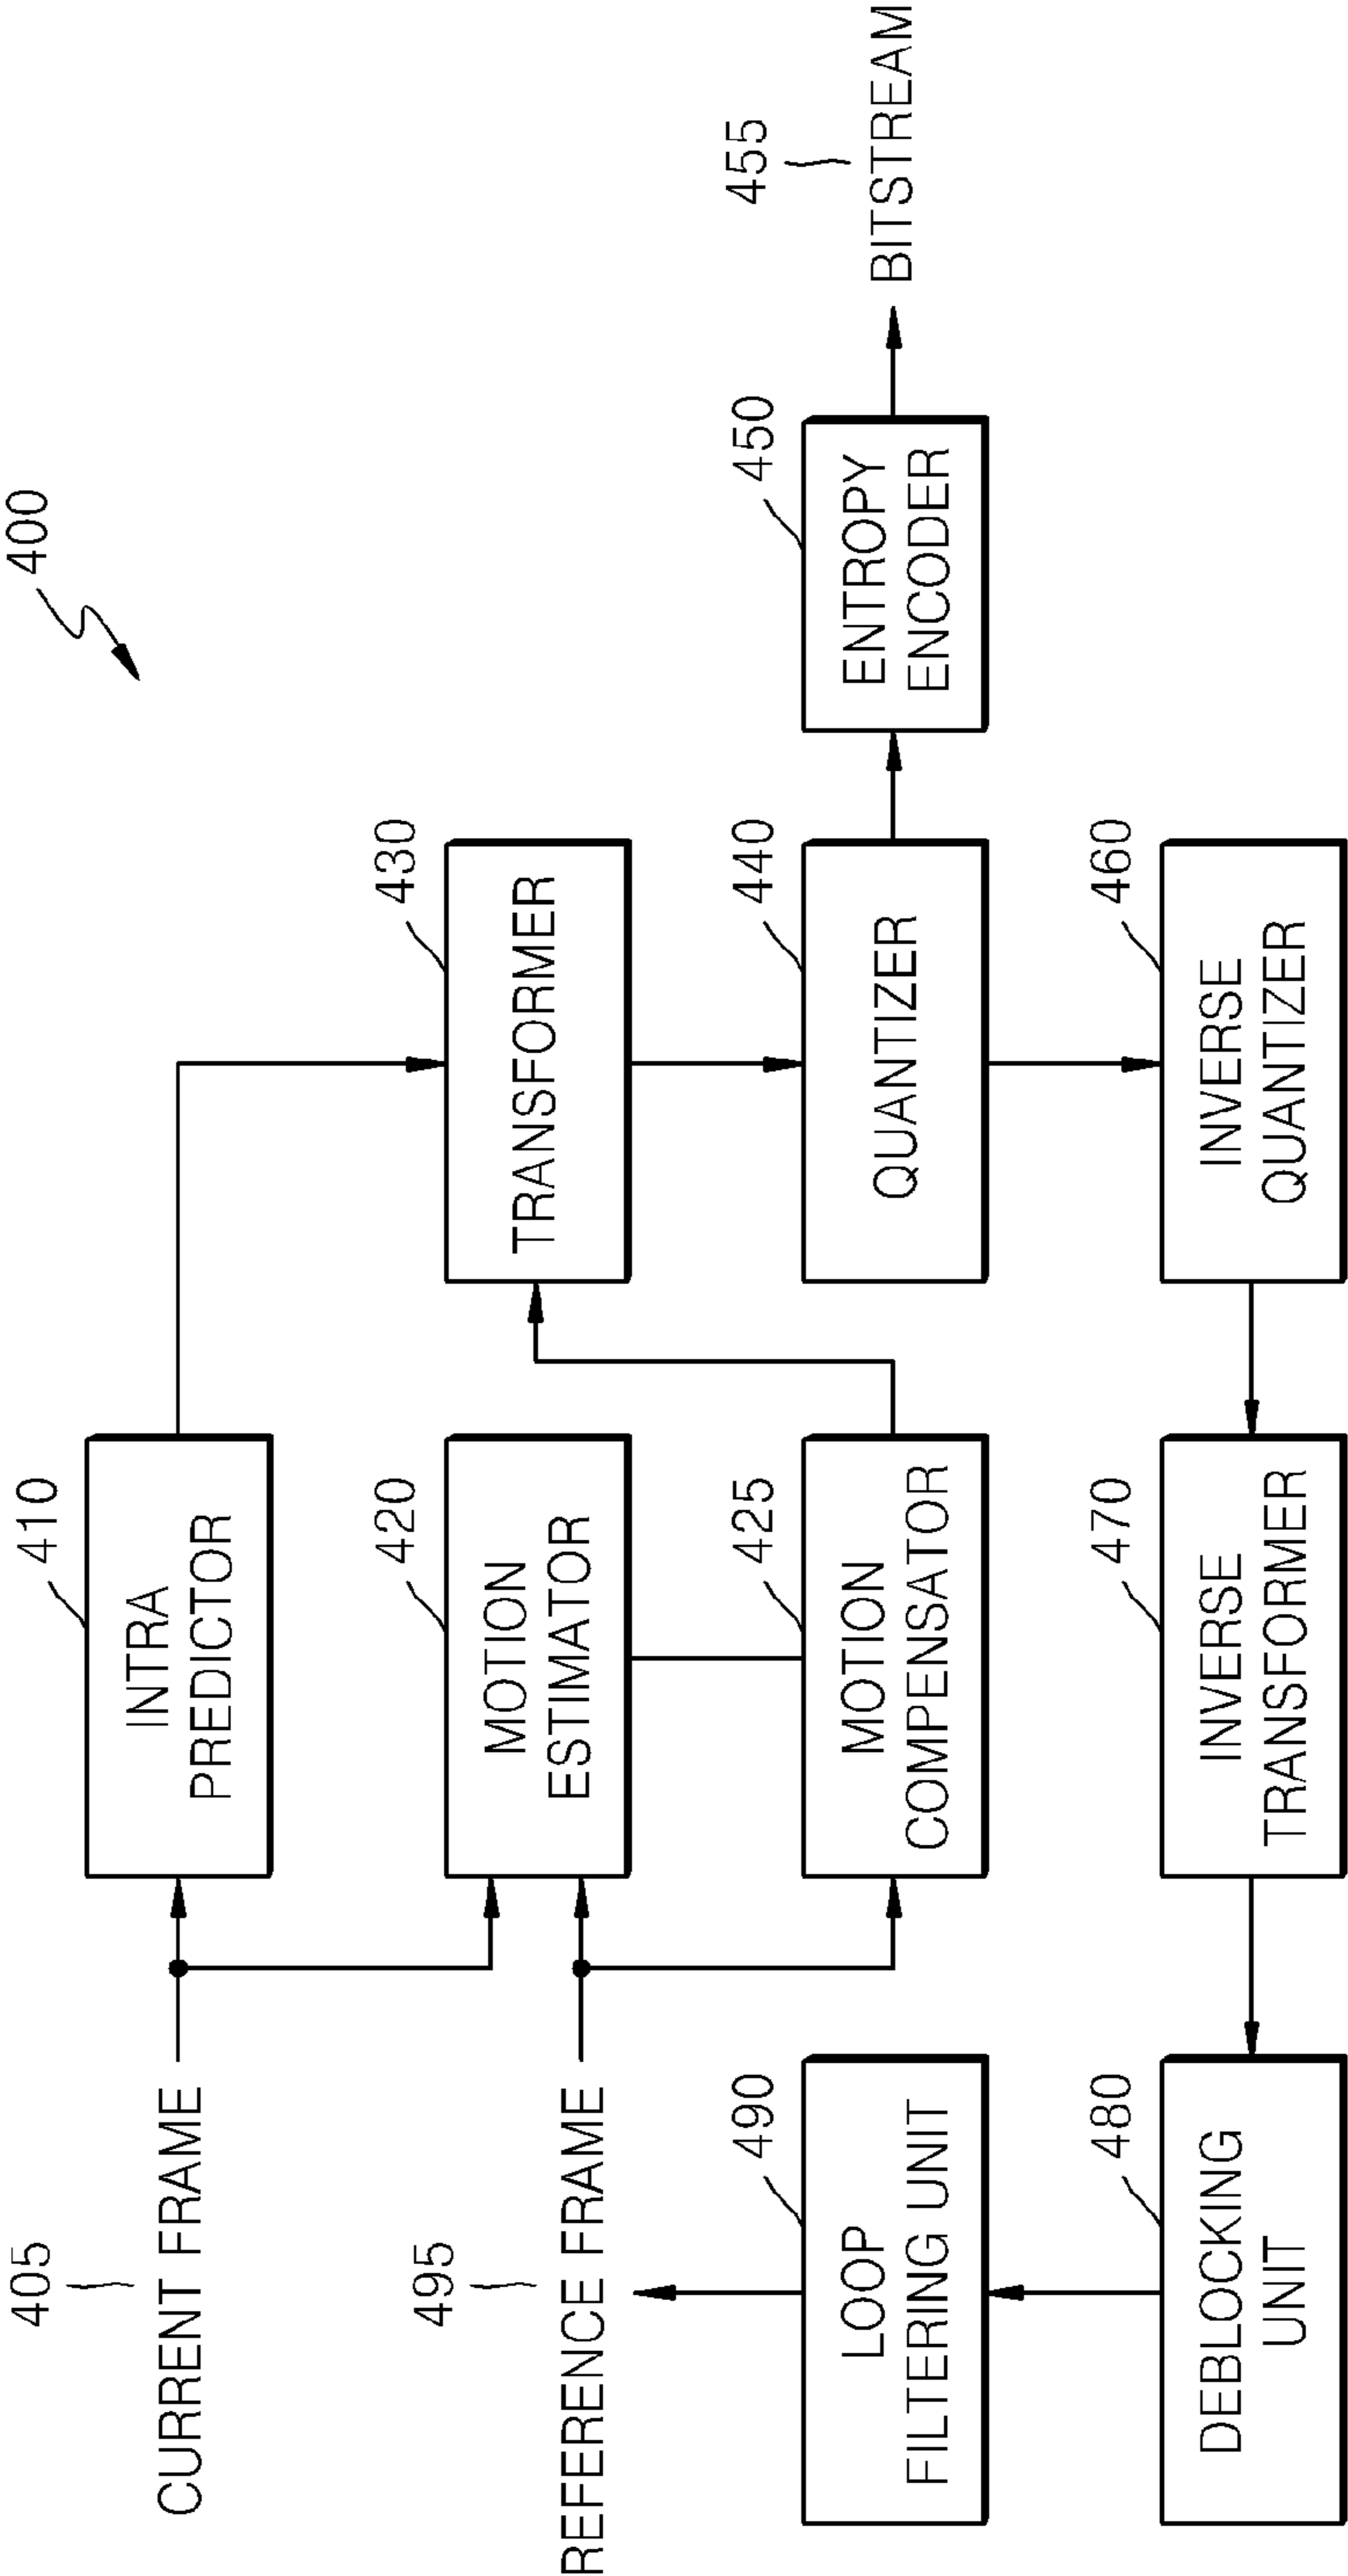 400
405
CURRENT FRAME
410
INTRA
PREDICTOR
495
REFERENCE FRAME
420
MOTION
ESTIMATOR
430
TRANSFORMER
490
LOOP
FILTERING UNIT
425
MOTION
COMPENSATOR
440
QUANTIZER
450
ENTROPY
ENCODER
455
BITSTREAM
480
DEBLOCKING
UNIT
470
INVERSE
TRANSFORMER
460
INVERSE
QUANTIZER